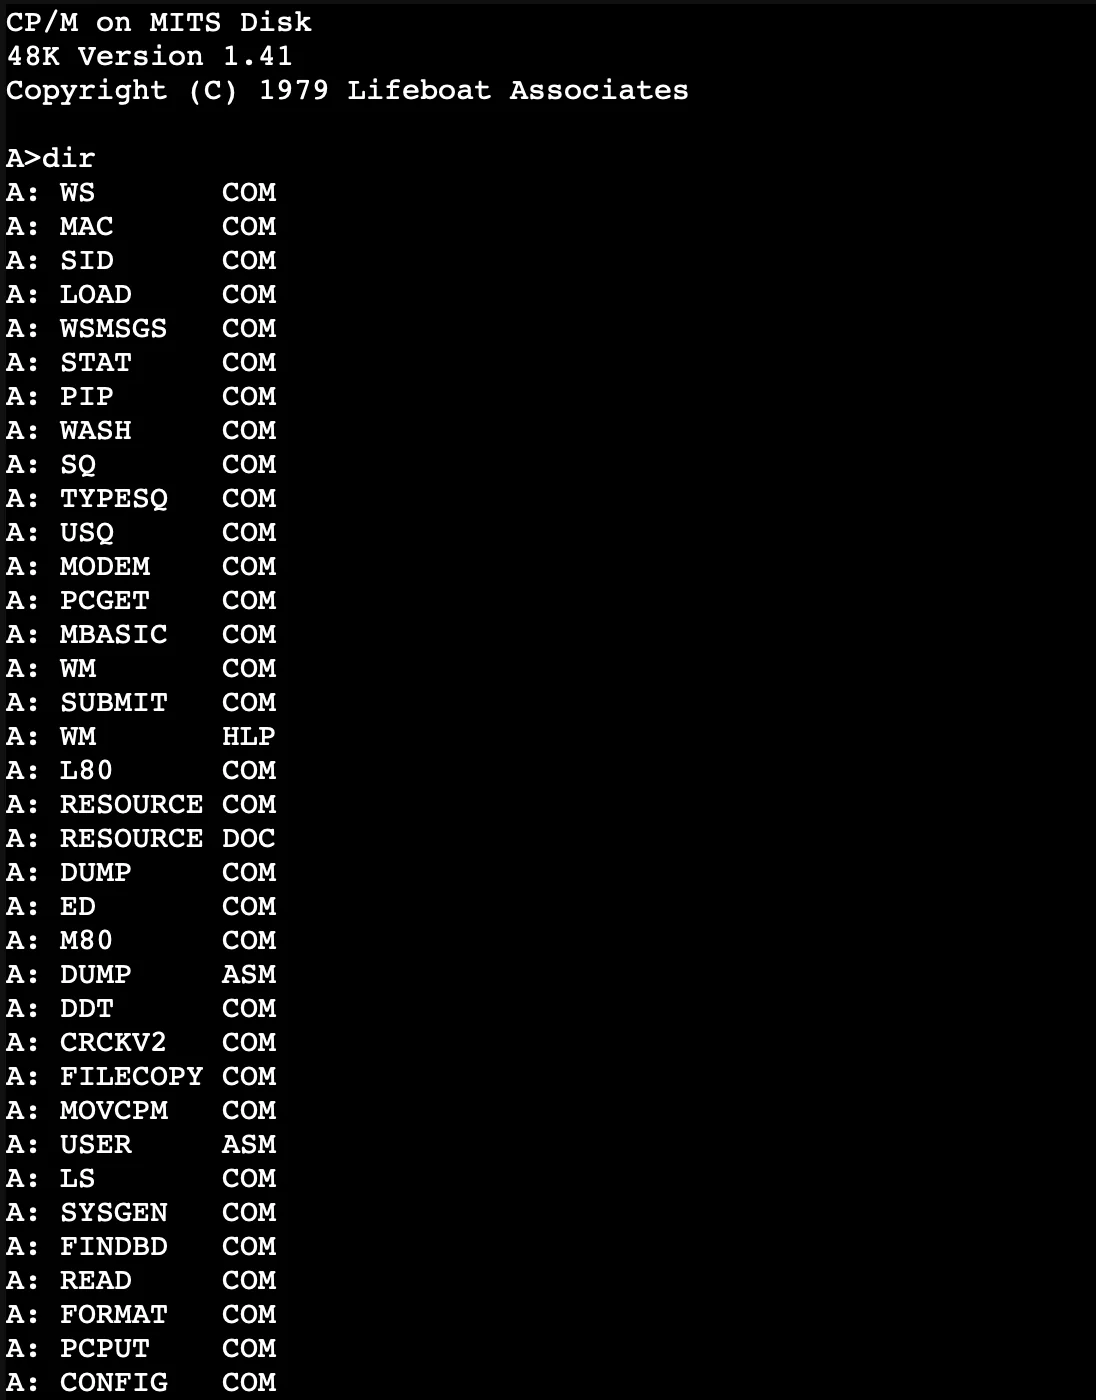 CP/M on MITS Disk
48K Version 1.41
Copyright (C) 1979 Lifeboat Associates

A>dir
A: WS       COM
A: MAC      COM
A: SID      COM
A: LOAD     COM
A: WSMSGS   COM
A: STAT     COM
A: PIP      COM
A: WASH     COM
A: SQ       COM
A: TYPESQ   COM
A: USQ      COM
A: MODEM    COM
A: PCGET    COM
A: MBASIC   COM
A: WM       COM
A: SUBMIT   COM
A: WM       HLP
A: L80      COM
A: RESOURCE COM
A: RESOURCE DOC
A: DUMP     COM
A: ED       COM
A: M80      COM
A: DUMP     ASM
A: DDT      COM
A: CRCKV2   COM
A: FILECOPY COM
A: MOVCPM   COM
A: USER     ASM
A: LS       COM
A: SYSGEN   COM
A: FINDBD   COM
A: READ     COM
A: FORMAT   COM
A: PCPUT    COM
A: CONFIG   COM